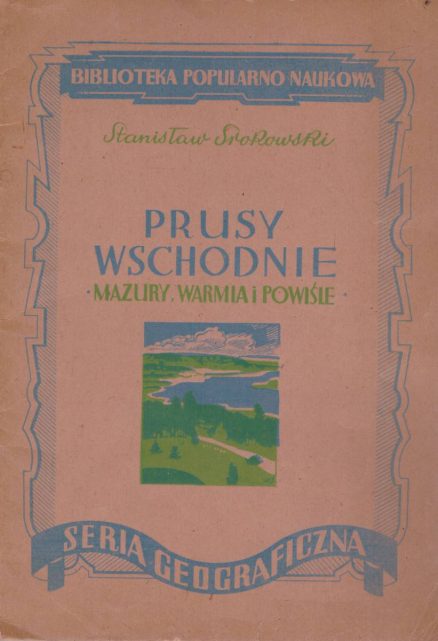 BIBLIOTEKA POPULARNO NAUKOWA
Stanisław Srokowski
PRUSY
WSCHODNIE
• MAZURY, WARMIA i POWIŚLE •
SERIA GEOGRAFICZNA